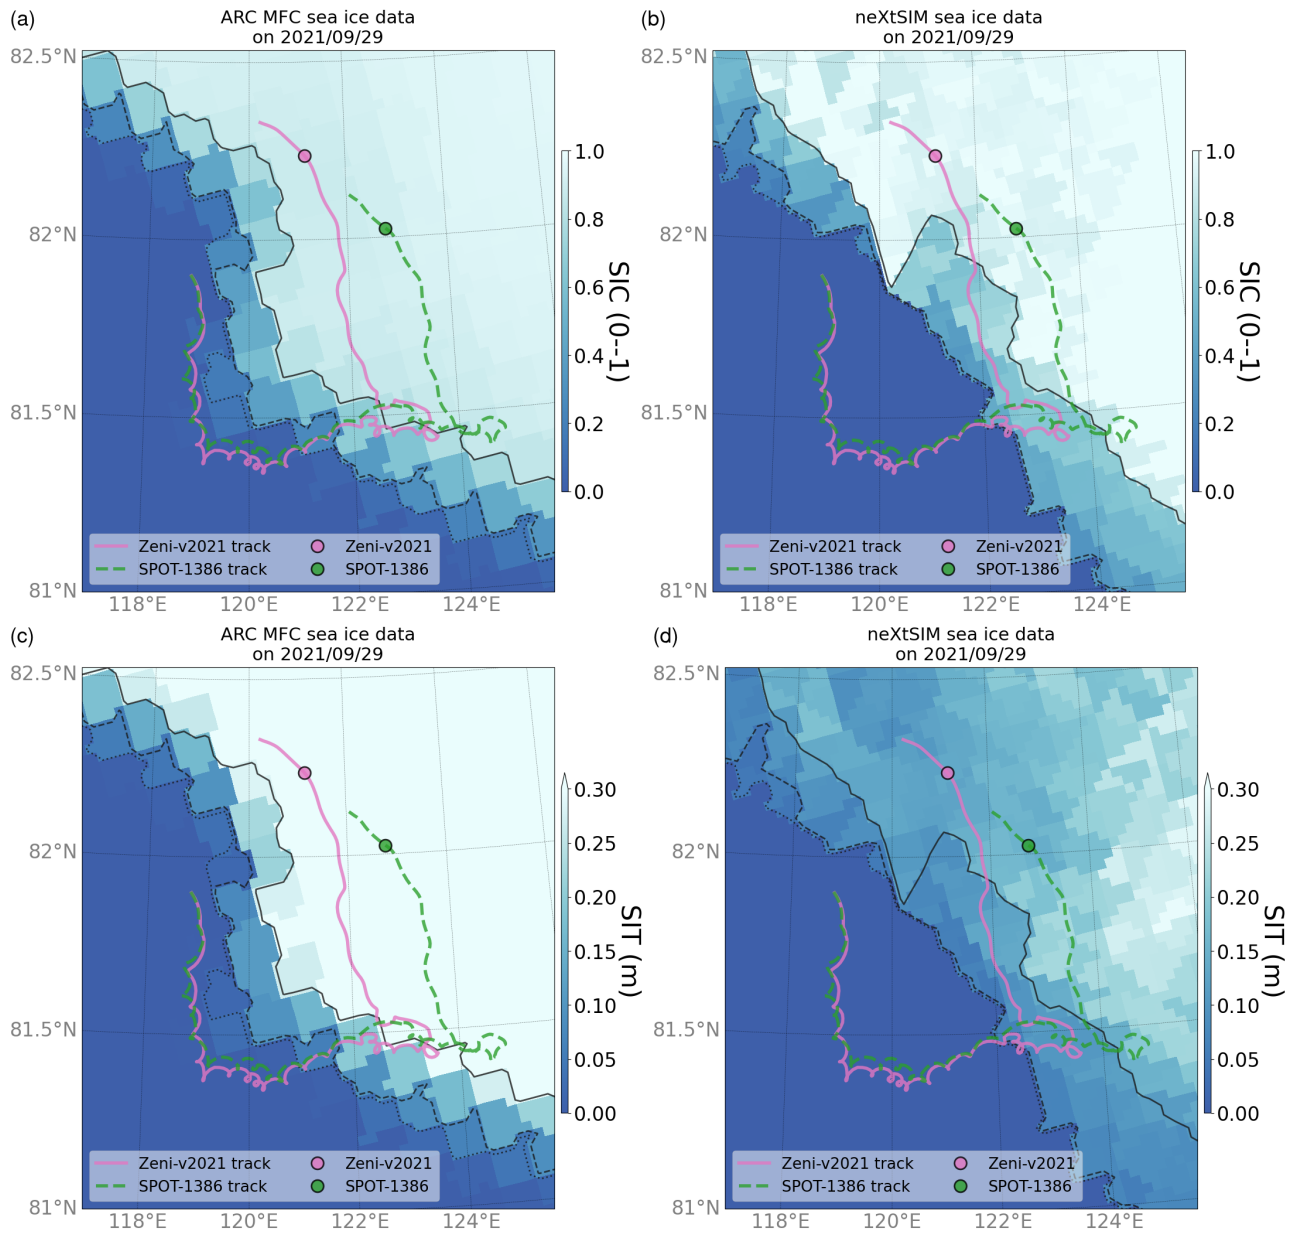 (a)
ARC MFC sea ice data
on 2021/09/29
82.5°N
82°N
81.5°N
81°N
118°E
120°E
122°E
124°E
1.0
0.8
0.6
0.4
0.2
0.0
SIC (0--1)
Zeni-v2021 track
SPOT-1386 track
Zeni-v2021
SPOT-1386
(b)
neXtSIM sea ice data
on 2021/09/29
82.5°N
82°N
81.5°N
81°N
118°E
120°E
122°E
124°E
1.0
0.8
0.6
0.4
0.2
0.0
SIC (0--1)
Zeni-v2021 track
SPOT-1386 track
Zeni-v2021
SPOT-1386
(c)
ARC MFC sea ice data
on 2021/09/29
82.5°N
82°N
81.5°N
81°N
118°E
120°E
122°E
124°E
0.30
0.25
0.20
0.15
0.10
0.05
0.00
SIT (m)
Zeni-v2021 track
SPOT-1386 track
Zeni-v2021
SPOT-1386
(d)
neXtSIM sea ice data
on 2021/09/29
82.5°N
82°N
81.5°N
81°N
118°E
120°E
122°E
124°E
0.30
0.25
0.20
0.15
0.10
0.05
0.00
SIT (m)
Zeni-v2021 track
SPOT-1386 track
Zeni-v2021
SPOT-1386